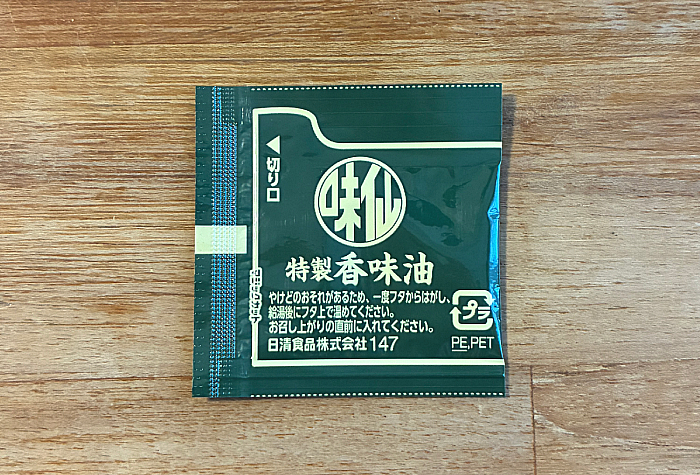 ◀切り口
味仙
特製香味油
やけどのおそれがあるため、一度フタからはがし、
給湯後にフタ上で温めてください。
お召し上がりの直前に入れてください。
日清食品株式会社147
プラ
PE,PET